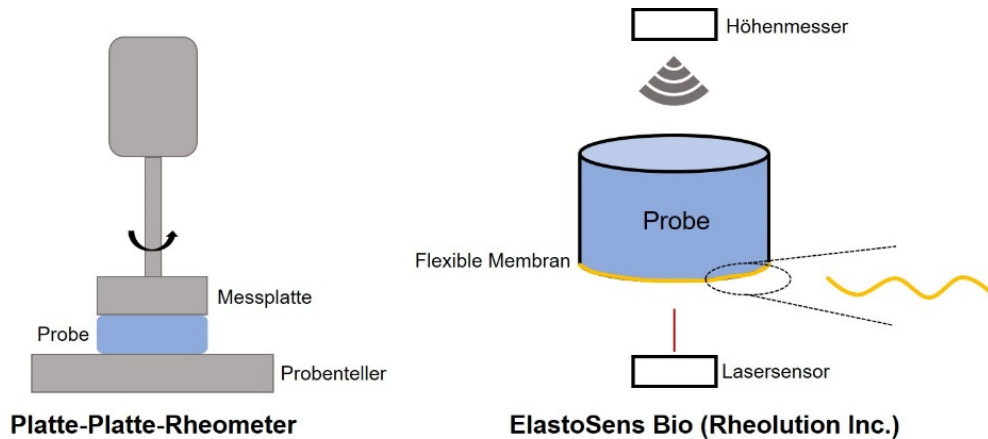 Höhenmesser
Probe
Flexible Membran
Messplatte
Probe
Probenteller
Lasersensor
Platte-Platte-Rheometer
ElastoSens Bio (Rheolution Inc.)